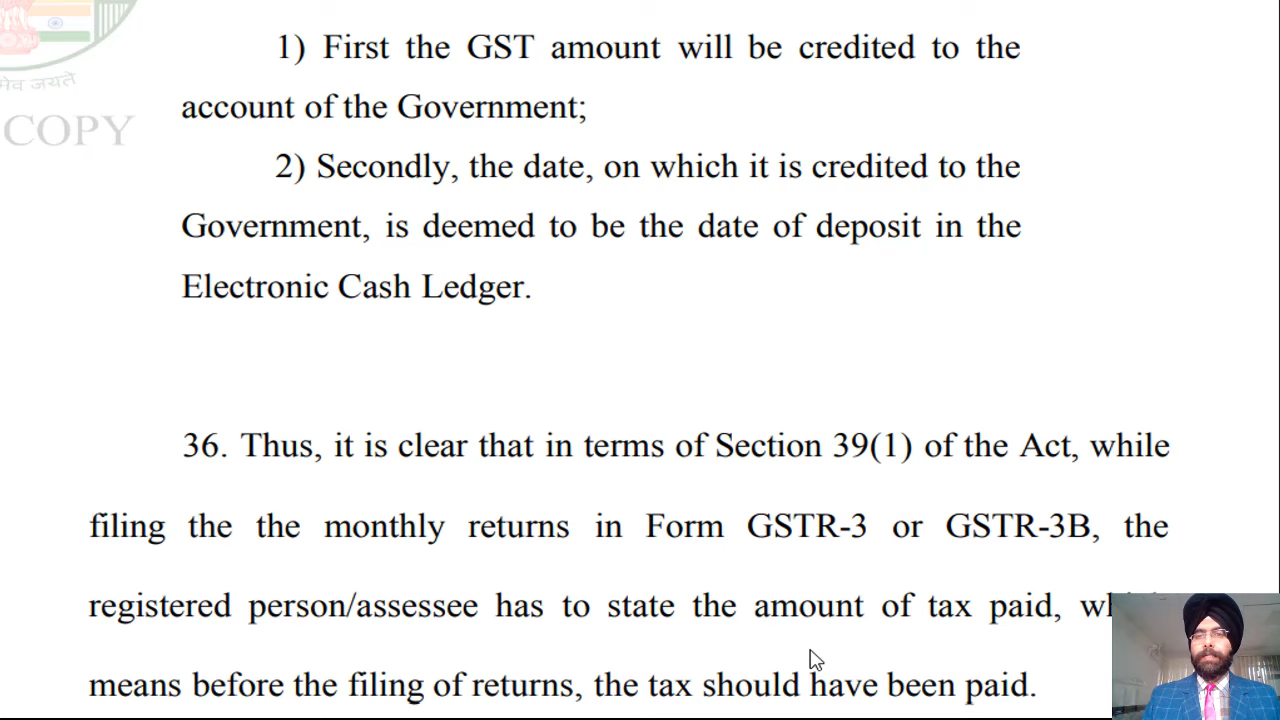 1) First the GST amount will be credited to the
account of the Government;
2) Secondly, the date, on which it is credited to the
Government, is deemed to be the date of deposit in the
Electronic Cash Ledger.
36. Thus, it is clear that in terms of Section 39(1) of the Act, while
filing the the monthly returns in Form GSTR-3 or GSTR-3B, the
registered person/assessee has to state the amount of tax paid,
means before the filing of returns, the tax should have been paid.
जयते
COPY